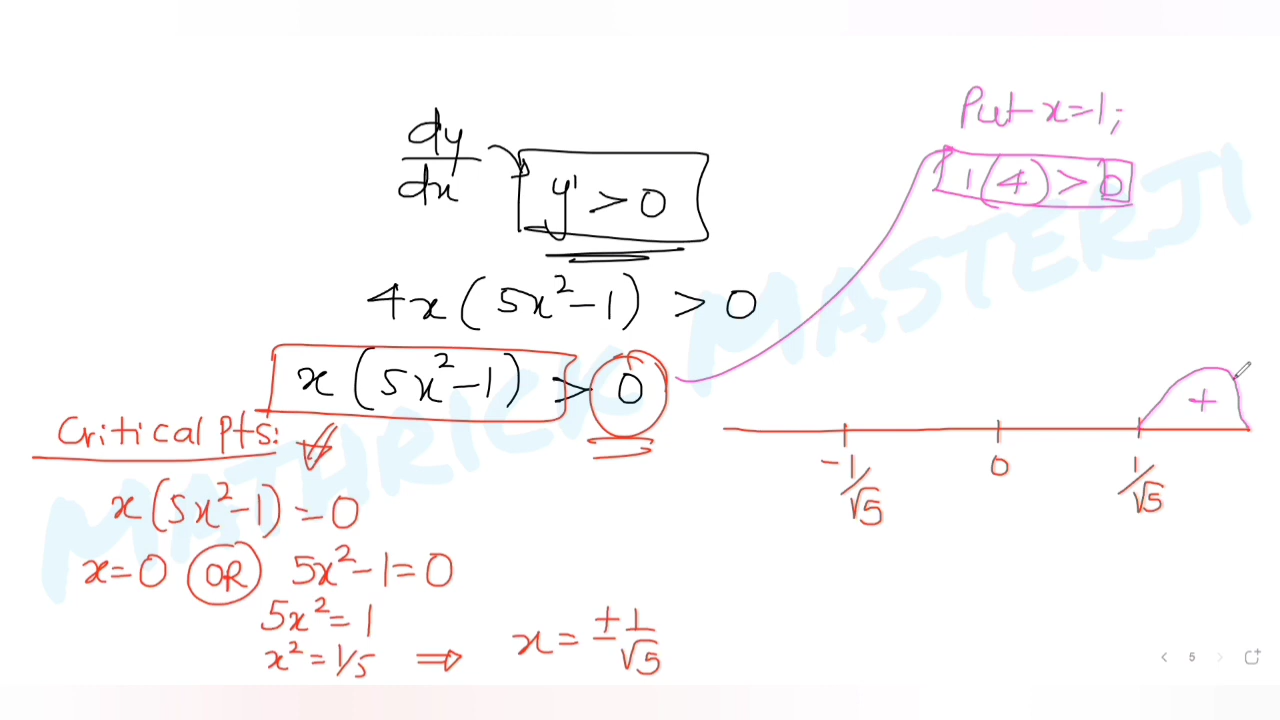 Put x=1;
dy/dx
y' > 0
1(4) > 0
4x(5x²-1) > 0
x(5x²-1) > 0
Critical Pts:
x(5x²-1) = 0
x=0 OR 5x²-1=0
5x² = 1
x² = 1/5 ⇒ x = ±1/√5
+
-1/√5 0 1/√5
MATHRICK MASTERJI
< 5 >